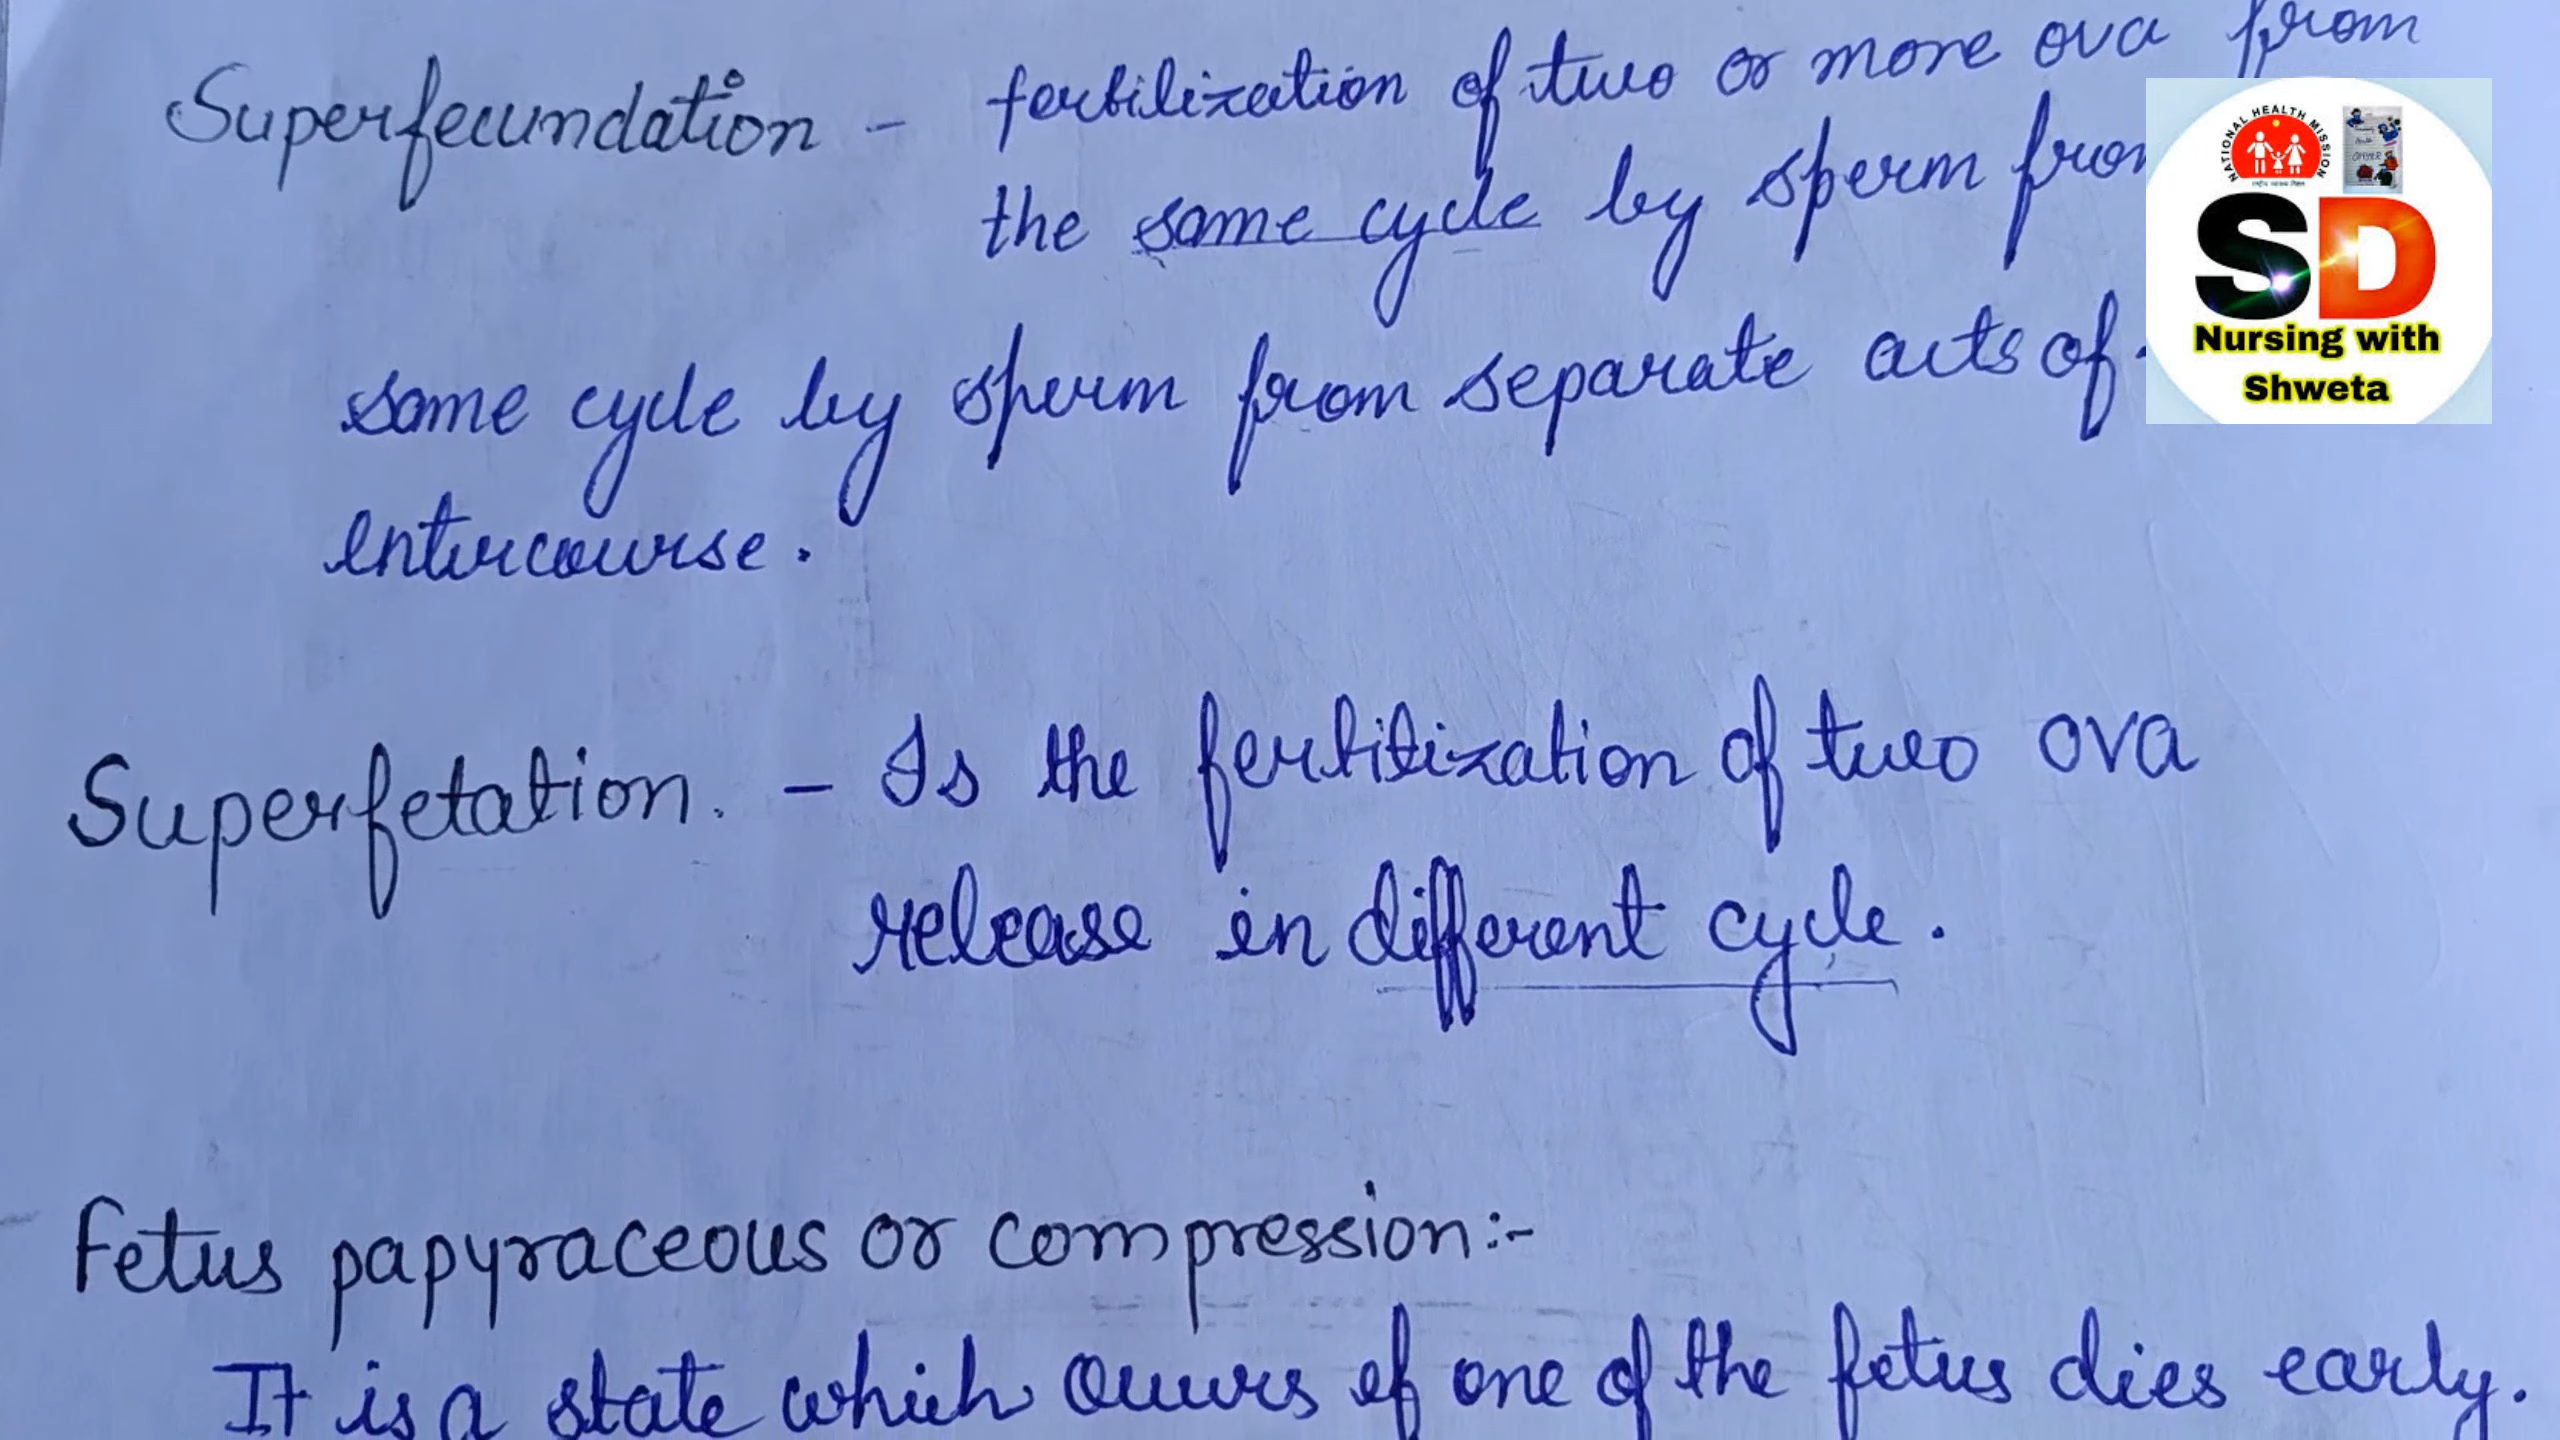 Superfecundation - fertilization of two or more ova from
the same cycle by sperm from
same cycle by sperm from separate acts of
intercourse.
Superfetation. - Is the fertilization of two ova
release in different cycle.
Fetus papyraceous or compression:-
It is a state which occurs if one of the fetus dies early.
NATIONAL HEALTH MISSION
SD
Nursing with
Shweta